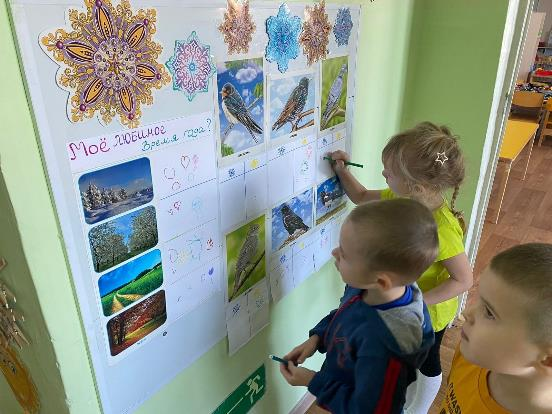 Моё любимое
время года?